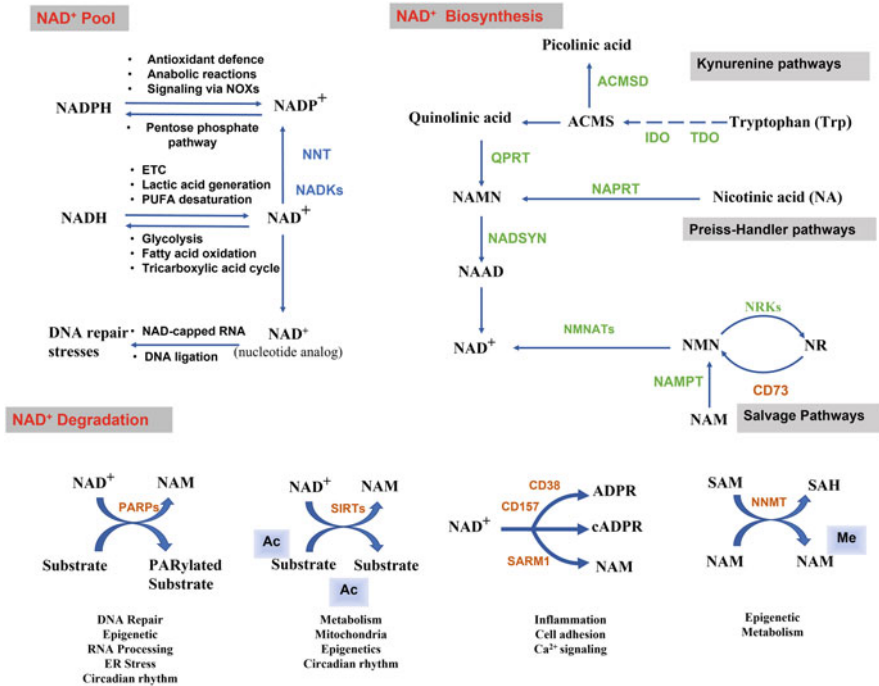 NAD⁺ Pool
Antioxidant defence
Anabolic reactions
Signaling via NOXs
NADPH
NADP⁺
Pentose phosphate
pathway
NNT
NADKs
ETC
Lactic acid generation
PUFA desaturation
NADH
NAD⁺
Glycolysis
Fatty acid oxidation
Tricarboxylic acid cycle
DNA repair
stresses
NAD-capped RNA
DNA ligation
NAD⁺
(nucleotide analog)
NAD⁺ Biosynthesis
Picolinic acid
Kynurenine pathways
ACMSD
Quinolinic acid
ACMS
Tryptophan (Trp)
IDO
TDO
QPRT
NAMN
NAPRT
Nicotinic acid (NA)
Preiss-Handler pathways
NADSYN
NAAD
NRKs
NMNATs
NAD⁺
NMN
NR
NAMPT
CD73
NAM
Salvage Pathways
NAD⁺ Degradation
NAD⁺
NAM
PARPs
Substrate
PARylated
Substrate
DNA Repair
Epigenetic
RNA Processing
ER Stress
Circadian rhythm
NAD⁺
NAM
SIRTs
Ac
Substrate
Substrate
Ac
Metabolism
Mitochondria
Epigenetics
Circadian rhythm
CD38
CD157
ADPR
NAD⁺
cADPR
SARM1
NAM
Inflammation
Cell adhesion
Ca²⁺ signaling
SAM
SAH
NNMT
Me
NAM
NAM
Epigenetic
Metabolism